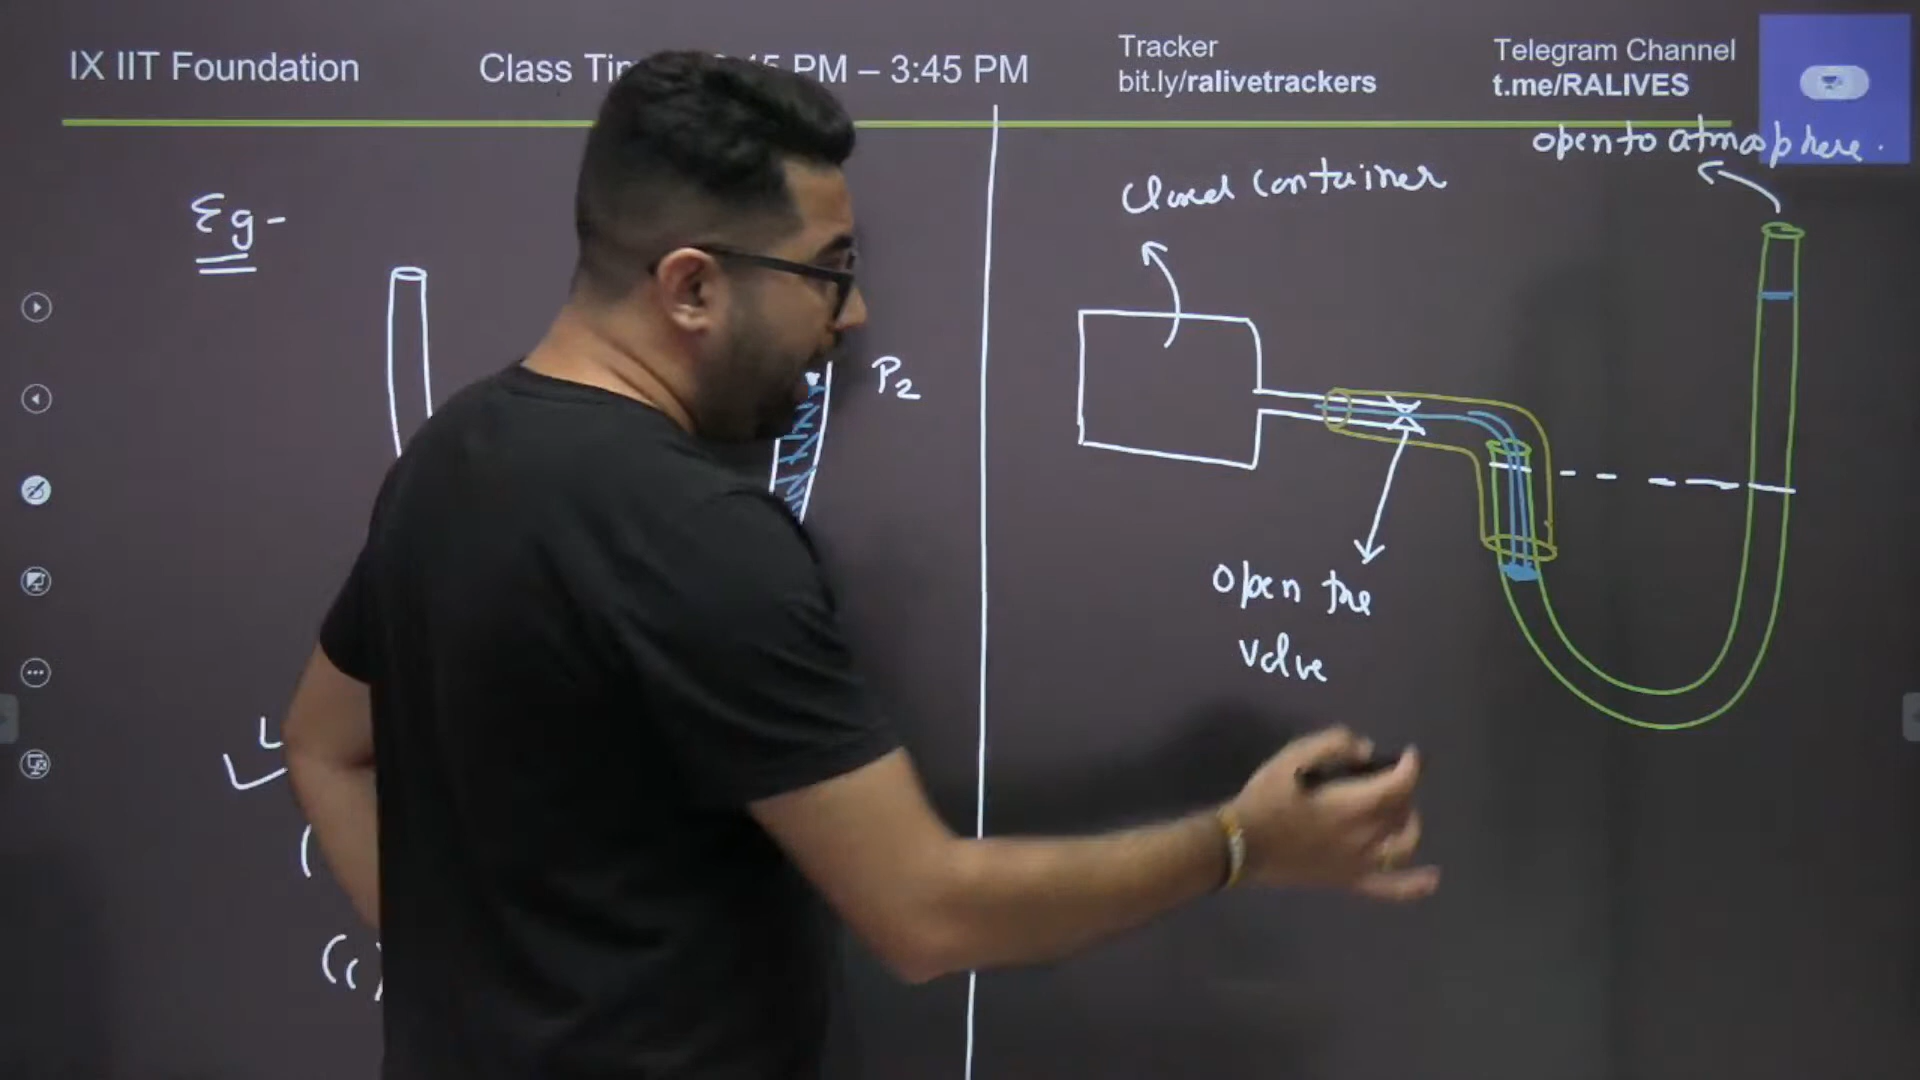 IX IIT Foundation
Class PM – 3:45 PM
Tracker
bit.ly/ralivetrackers
Telegram Channel
t.me/RALIVES
open to atmosphere.
Closed Container
Eg-
P2
Open the
valve
(c)